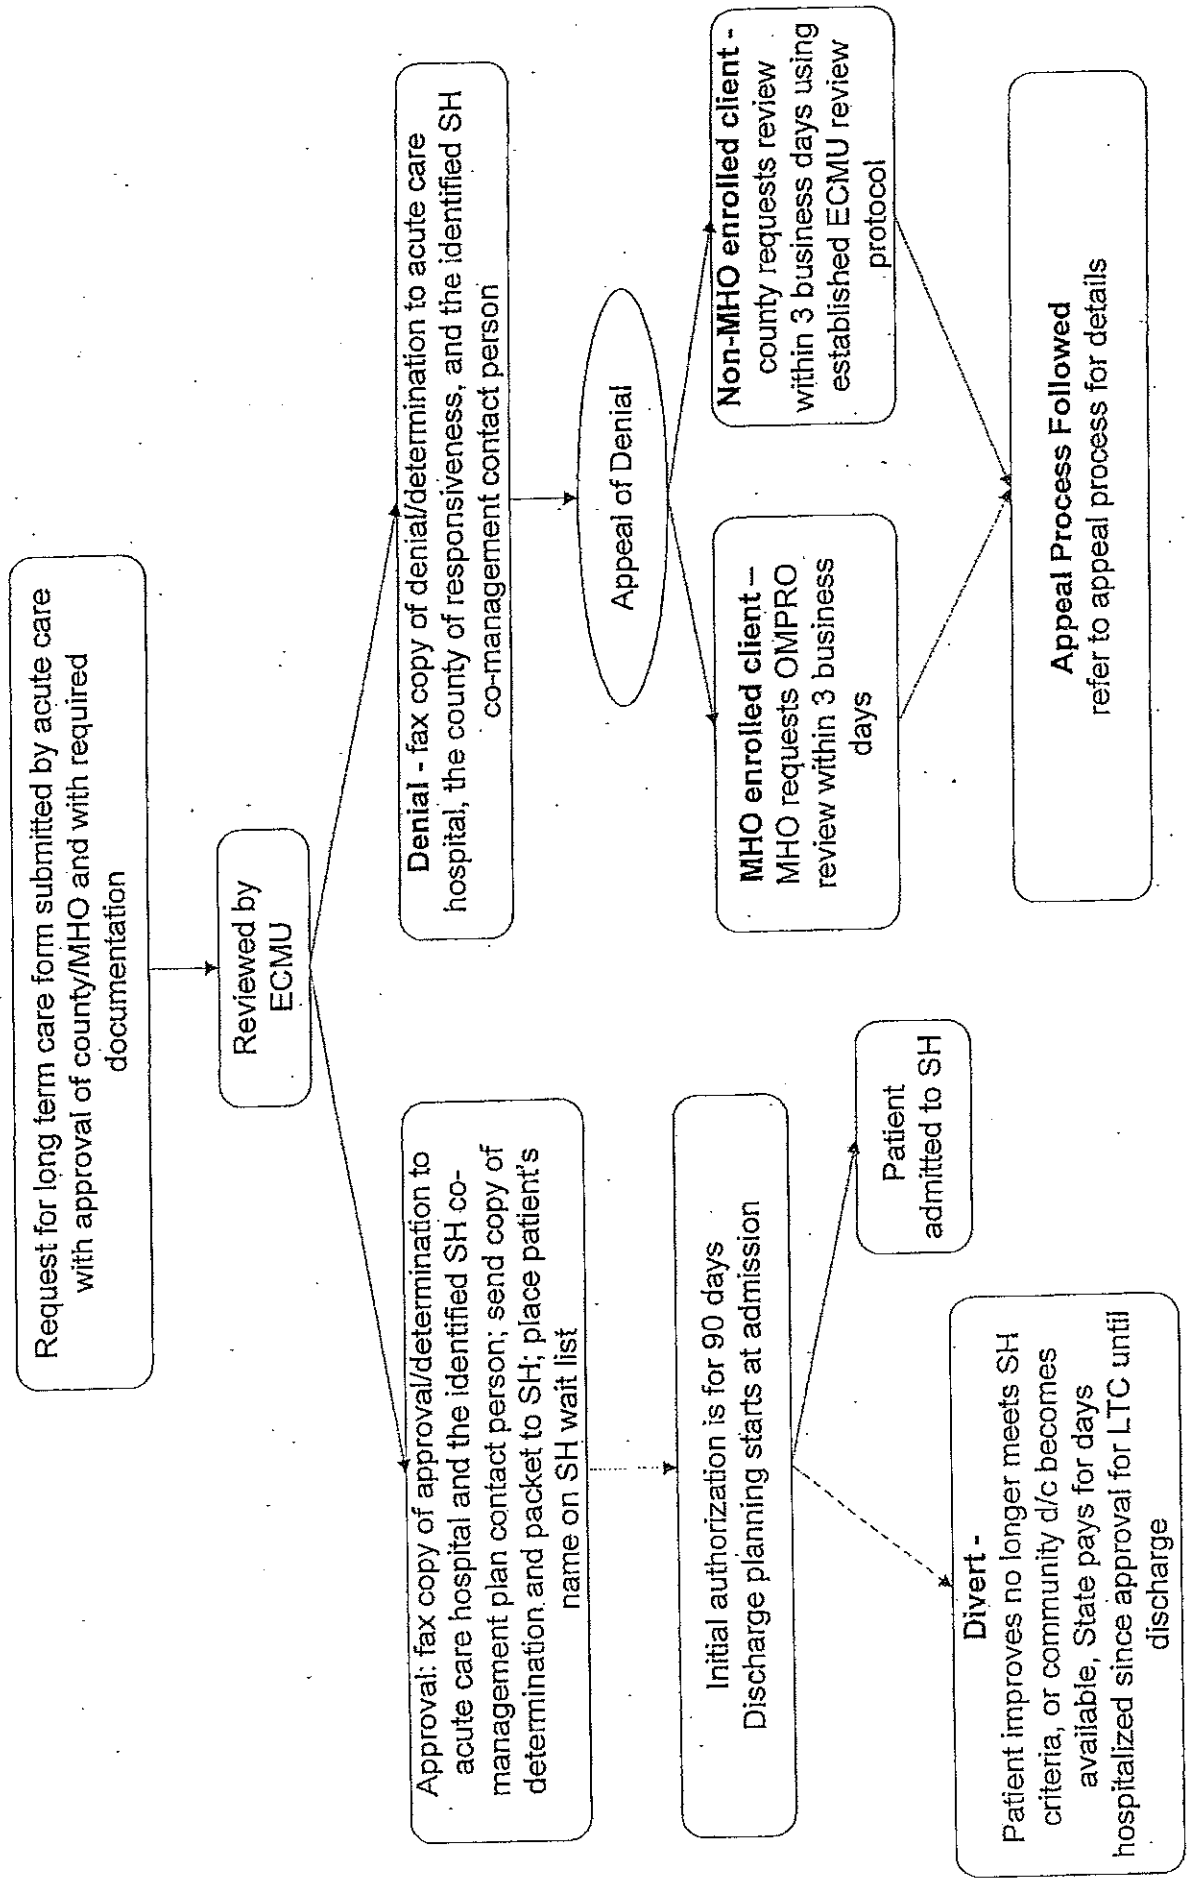 Request for long term care form submitted by acute care
with approval of county/MHO and with required
documentation
Reviewed by
ECMU
Approval: fax copy of approval/determination to
acute care hospital and the identified SH co-
management plan contact person; send copy of
determination and packet to SH; place patient's
name on SH wait list
Initial authorization is for 90 days
Discharge planning starts at admission
Divert -
Patient improves no longer meets SH
criteria, or community d/c becomes
available, State pays for days
hospitalized since approval for LTC until
discharge
Patient
admitted to SH
Denial - fax copy of denial/determination to acute care
hospital, the county of responsiveness, and the identified SH
co-management contact person
Appeal of Denial
MHO enrolled client –
MHO requests OMPRO
review within 3 business
days
Non-MHO enrolled client -
county requests review
within 3 business days using
established ECMU review
protocol
Appeal Process Followed
refer to appeal process for details